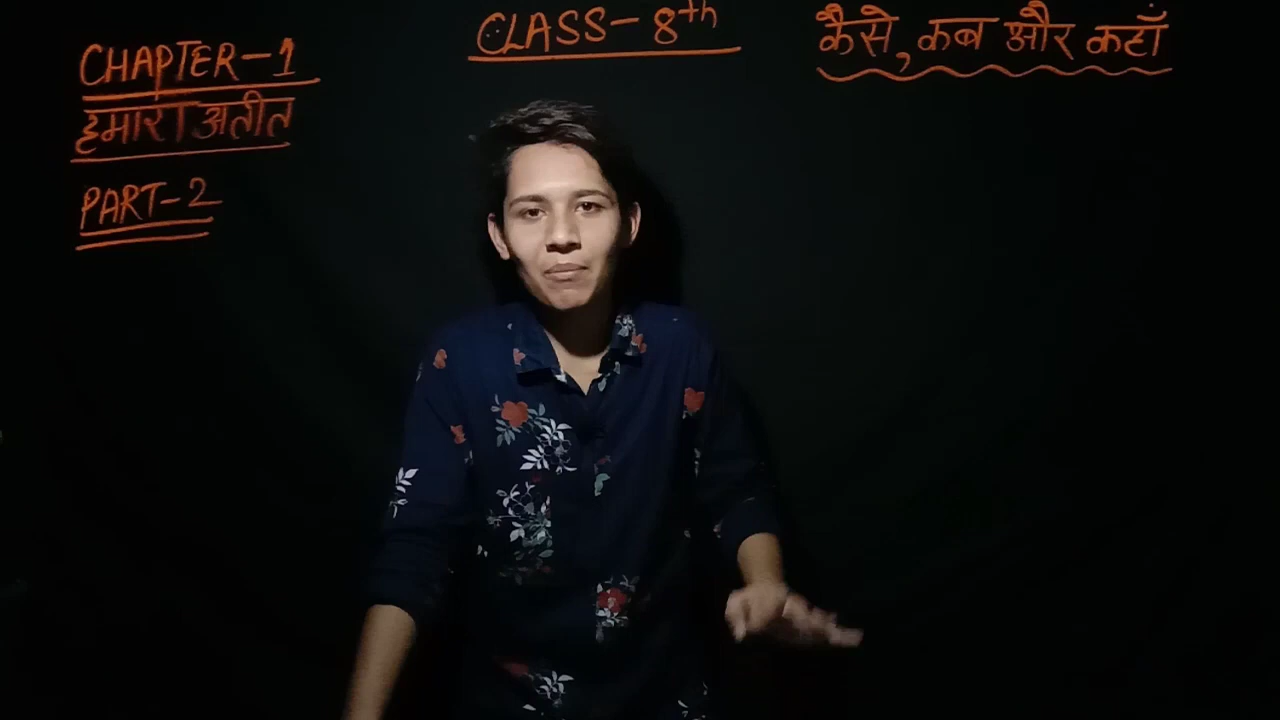 CLASS-8th
कैसे, कब और कहाँ
CHAPTER-1
हमारा अतीत
PART-2